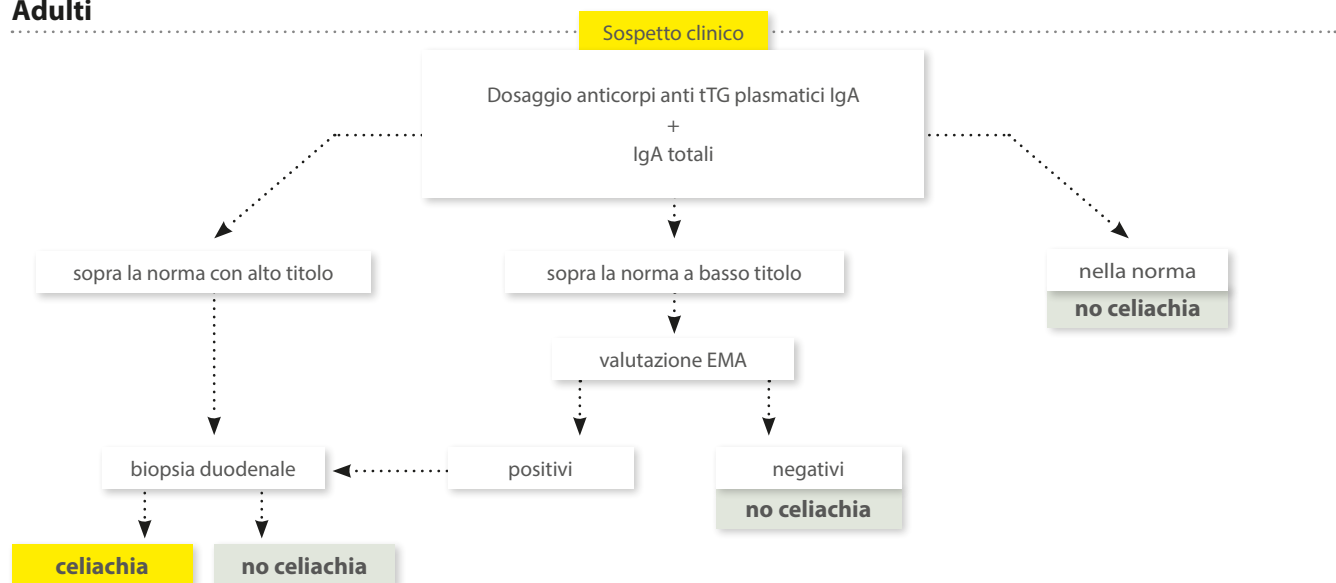 Adulti
Sospetto clinico
Dosaggio anticorpi anti tTG plasmatici IgA
+
IgA totali
sopra la norma con alto titolo
sopra la norma a basso titolo
nella norma
no celiachia
valutazione EMA
biopsia duodenale
positivi
negativi
no celiachia
celiachia
no celiachia